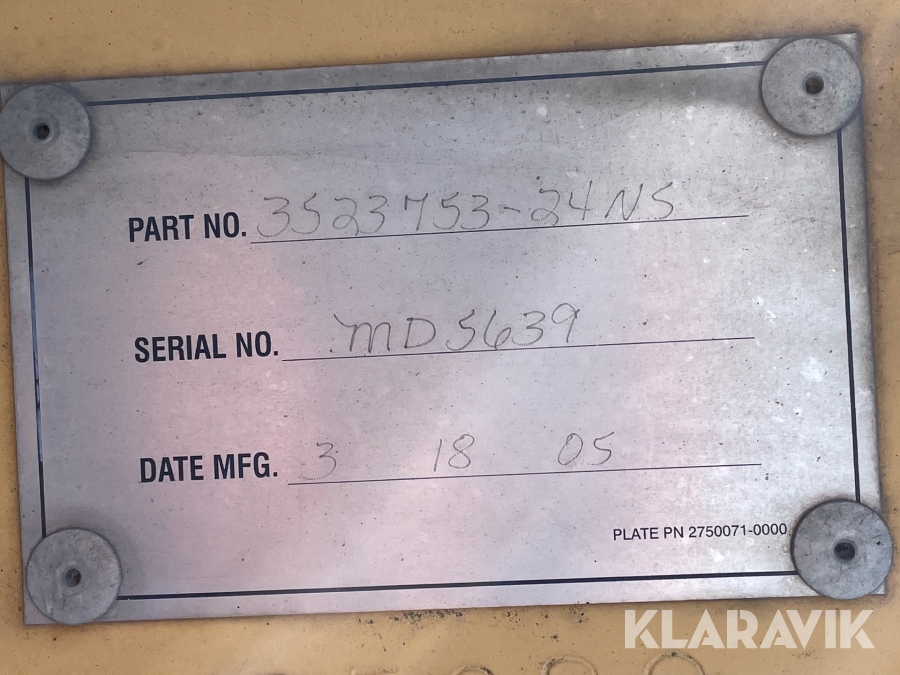 PART NO. 3523753-24NS
SERIAL NO. MD5639
DATE MFG. 3 18 05
PLATE PN 2750071-0000
KLARAVIK